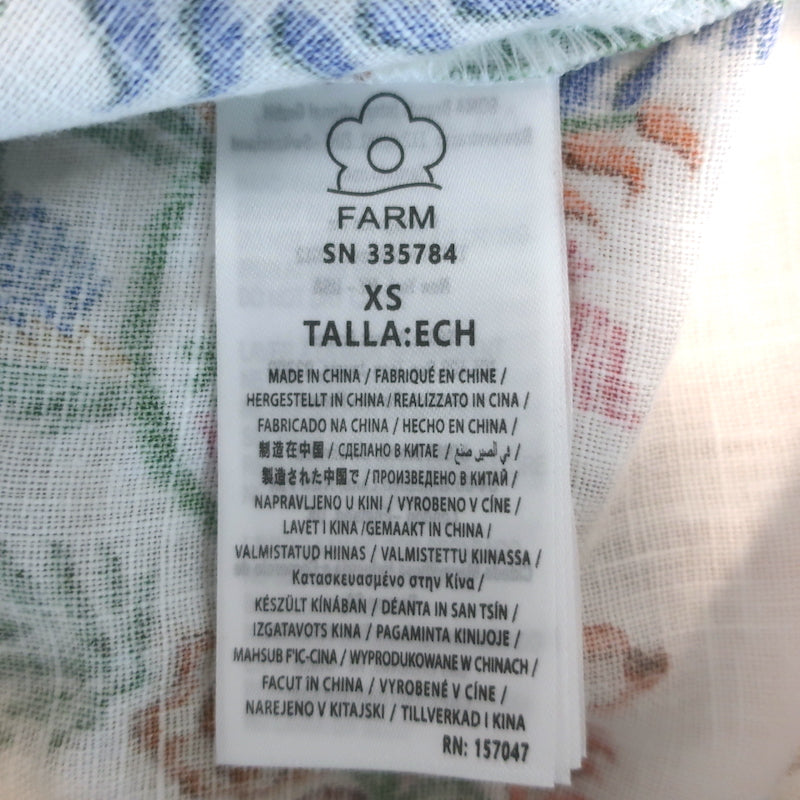 FARM
SN 335784
XS
TALLA:ECH
MADE IN CHINA / FABRIQUÉ EN CHINE /
HERGESTELLT IN CHINA / REALIZZATO IN CINA /
FABRICADO NA CHINA / HECHO EN CHINA /
制造在中国 / СДЕЛАНО В КИТАЕ / في الصين صنع /
製造された中国で / ПРОИЗВЕДЕНО В КИТАЙ /
NAPRAVLJENO U KINI / VYROBENO V CÍNE /
LAVET I KINA /GEMAAKT IN CHINA /
VALMISTATUD HIINAS / VALMISTETTU KIINASSA /
Κατασκευασμένο στην Κίνα /
KÉSZÜLT KÍNÁBAN / DÉANTA IN SAN TSÍN /
IZGATAVOTS KINA / PAGAMINTA KINIJOJE /
MAHSUB F'IC-CINA / WYPRODUKOWANE W CHINACH /
FACUT IN CHINA / VYROBENÉ V CÍNE /
NAREJENO V KITAJSKI / TILLVERKAD I KINA
RN: 157047